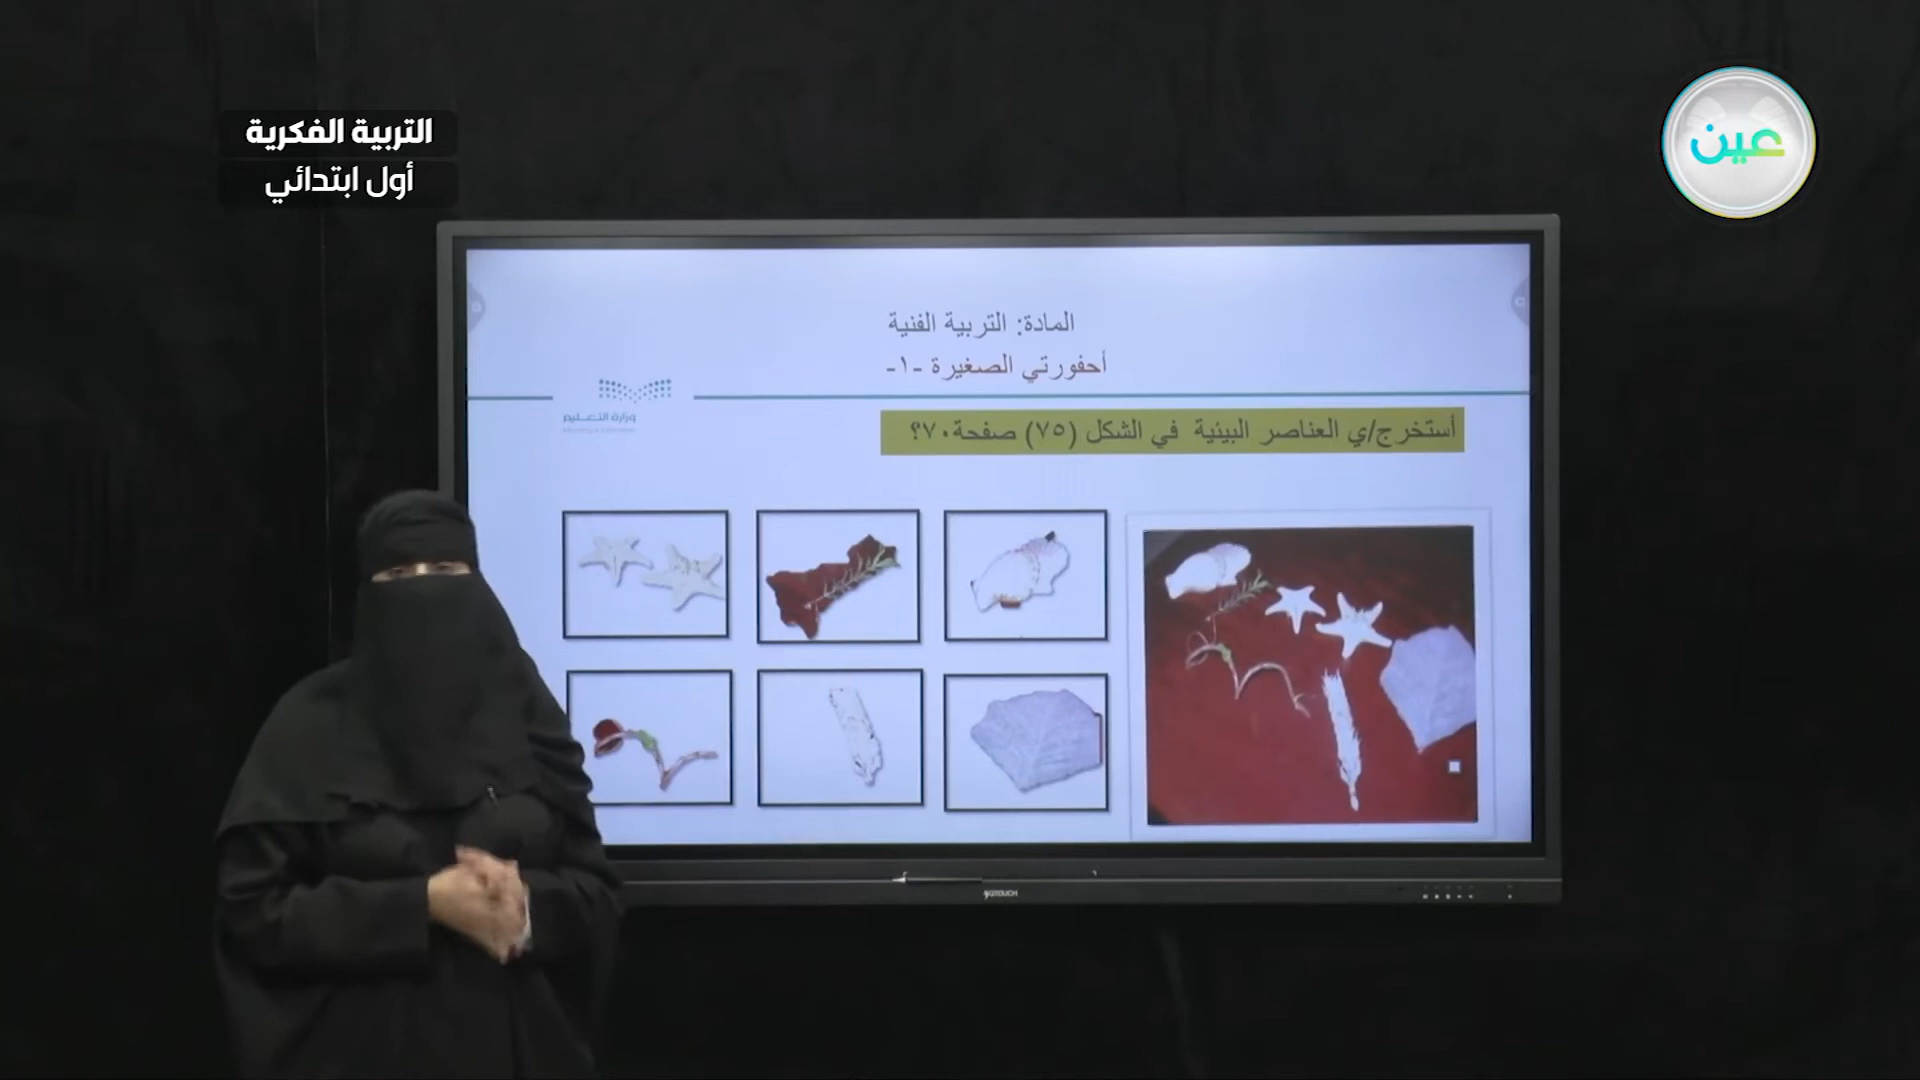 التربية الفكرية
أول ابتدائي
عين
المادة: التربية الفنية
أحفورتي الصغيرة -١-
وزارة التعليم
أستخرج/ي العناصر البيئية في الشكل (٧٥) صفحة٧٠؟